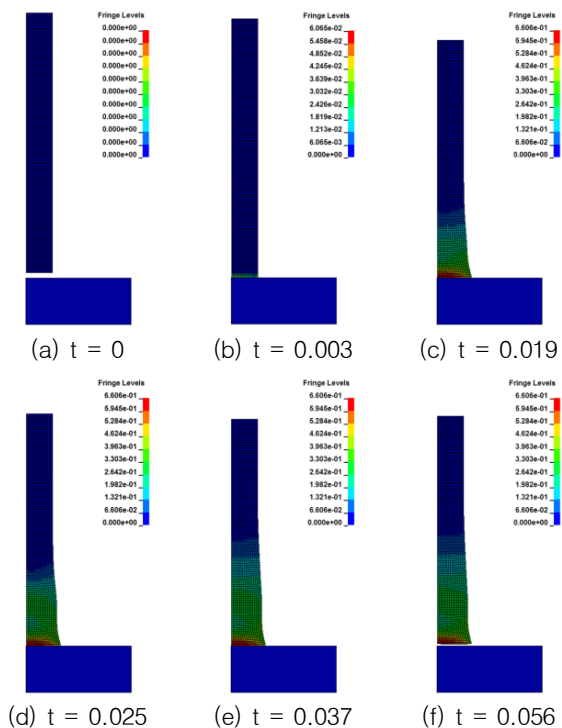 Fringe Levels
0.000e+00
0.000e+00
0.000e+00
0.000e+00
0.000e+00
0.000e+00
0.000e+00
0.000e+00
0.000e+00
0.000e+00
0.000e+00
(a) t = 0
Fringe Levels
6.065e-02
5.458e-02
4.852e-02
4.245e-02
3.639e-02
3.032e-02
2.426e-02
1.819e-02
1.213e-02
6.065e-03
0.000e+00
(b) t = 0.003
Fringe Levels
6.606e-01
5.945e-01
5.284e-01
4.624e-01
3.963e-01
3.303e-01
2.642e-01
1.982e-01
1.321e-01
6.606e-02
0.000e+00
(c) t = 0.019
Fringe Levels
6.606e-01
5.945e-01
5.284e-01
4.624e-01
3.963e-01
3.303e-01
2.642e-01
1.982e-01
1.321e-01
6.606e-02
0.000e+00
(d) t = 0.025
Fringe Levels
6.606e-01
5.945e-01
5.284e-01
4.624e-01
3.963e-01
3.303e-01
2.642e-01
1.982e-01
1.321e-01
6.606e-02
0.000e+00
(e) t = 0.037
Fringe Levels
6.606e-01
5.945e-01
5.284e-01
4.624e-01
3.963e-01
3.303e-01
2.642e-01
1.982e-01
1.321e-01
6.606e-02
0.000e+00
(f) t = 0.056